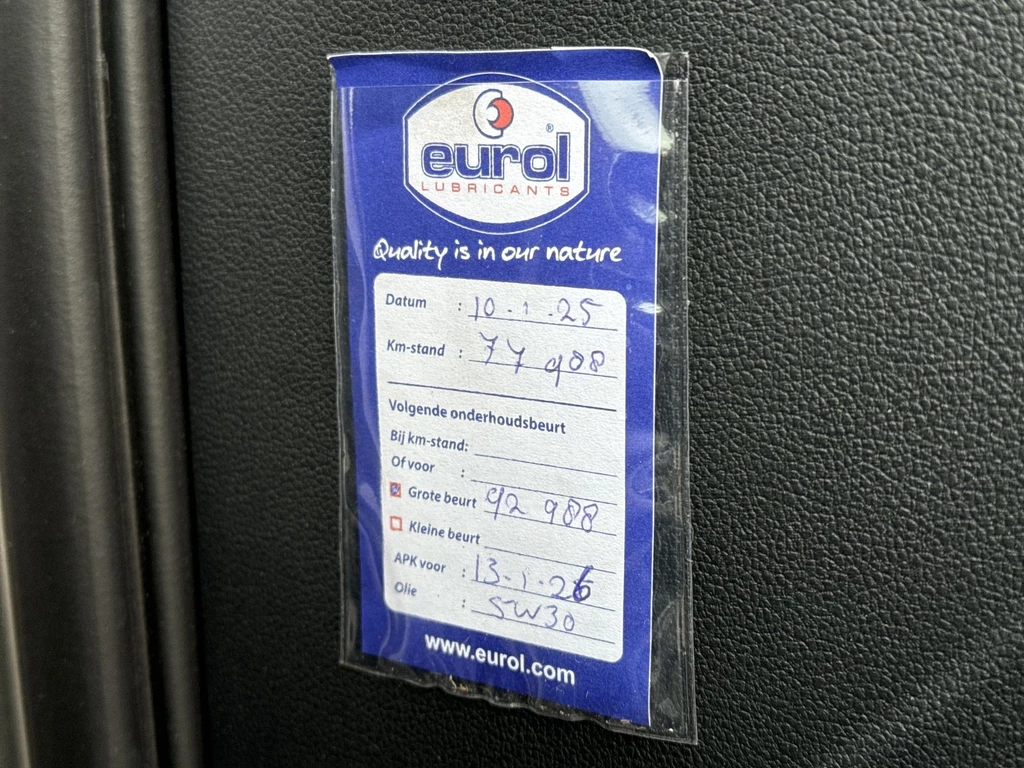 eurol®
LUBRICANTS
Quality is in our nature
Datum : 10-1-25
Km-stand : 77 908
Volgende onderhoudsbeurt
Bij km-stand:
Of voor :
Grote beurt 92 988
Kleine beurt
APK voor : 13-1-26
Olie : 5W30
www.eurol.com